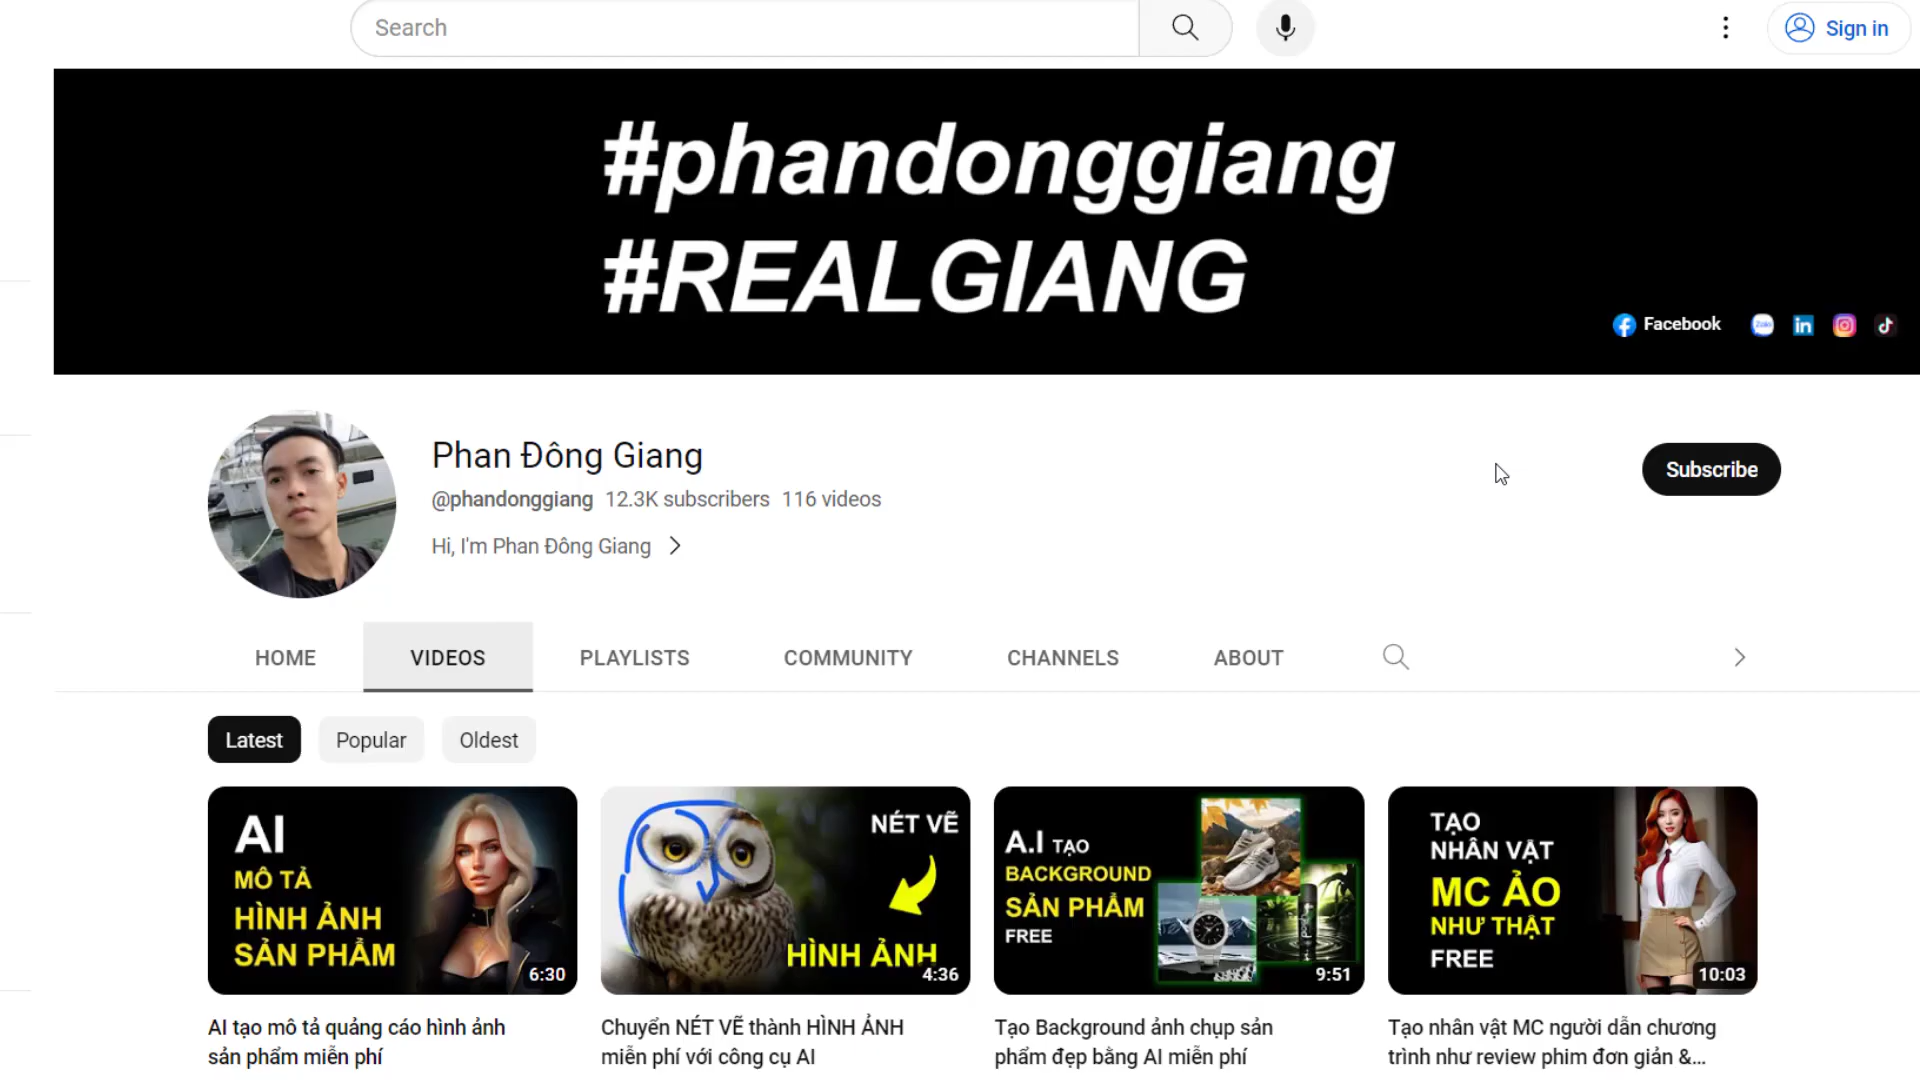 Search
Sign in
#phandonggiang
#REALGIANG
Facebook
Zalo
in
Phan Đông Giang
@phandonggiang 12.3K subscribers 116 videos
Hi, I'm Phan Đông Giang
HOME VIDEOS PLAYLISTS COMMUNITY CHANNELS ABOUT
Latest Popular Oldest
AI
MÔ TẢ
HÌNH ẢNH
SẢN PHẨM
6:30
NÉT VẼ
HÌNH ẢNH
4:36
A.I TẠO
BACKGROUND
SẢN PHẨM
FREE
9:51
TẠO
NHÂN VẬT
MC ẢO
NHƯ THẬT
FREE
10:03
AI tạo mô tả quảng cáo hình ảnh
sản phẩm miễn phí
Chuyển NÉT VẼ thành HÌNH ẢNH
miễn phí với công cụ AI
Tạo Background ảnh chụp sản
phẩm đẹp bằng AI miễn phí
Tạo nhân vật MC người dẫn chương
trình như review phim đơn giản &...
Subscribe